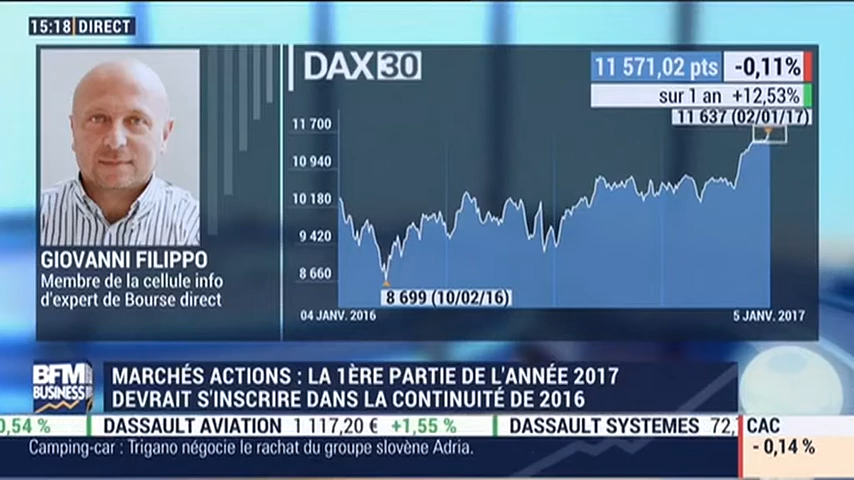 15:18 DIRECT
DAX30
11 571,02 pts -0,11%
sur 1 an +12,53%
11 637 (02/01/17)
11 700
10 940
10 180
9 420
8 660
8 699 (10/02/16)
04 JANV. 2016
5 JANV. 2017
GIOVANNI FILIPPO
Membre de la cellule info
d'expert de Bourse direct
BFM
BUSINESS
MARCHÉS ACTIONS : LA 1ÈRE PARTIE DE L'ANNÉE 2017
DEVRAIT S'INSCRIRE DANS LA CONTINUITÉ DE 2016
0,54 % DASSAULT AVIATION 1 117,20 € +1,55 % DASSAULT SYSTEMES 72,
CAC
- 0,14 %
Camping-car : Trigano négocie le rachat du groupe slovène Adria.